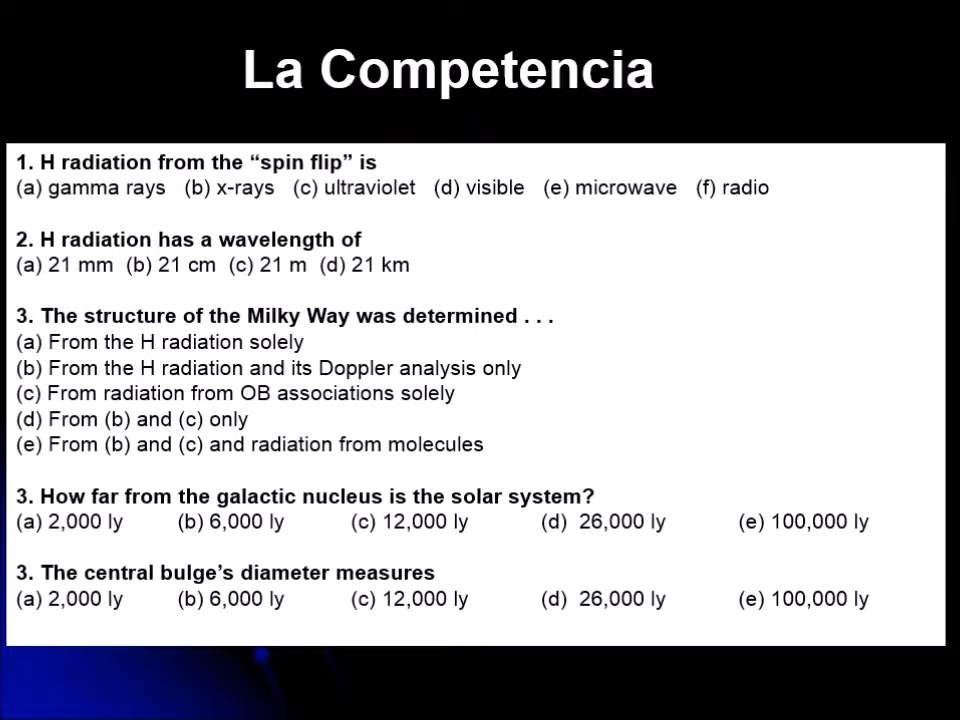 La Competencia
1. H radiation from the “spin flip” is
(a) gamma rays (b) x-rays (c) ultraviolet (d) visible (e) microwave (f) radio
2. H radiation has a wavelength of
(a) 21 mm (b) 21 cm (c) 21 m (d) 21 km
3. The structure of the Milky Way was determined . . .
(a) From the H radiation solely
(b) From the H radiation and its Doppler analysis only
(c) From radiation from OB associations solely
(d) From (b) and (c) only
(e) From (b) and (c) and radiation from molecules
3. How far from the galactic nucleus is the solar system?
(a) 2,000 ly (b) 6,000 ly (c) 12,000 ly (d) 26,000 ly (e) 100,000 ly
3. The central bulge’s diameter measures
(a) 2,000 ly (b) 6,000 ly (c) 12,000 ly (d) 26,000 ly (e) 100,000 ly